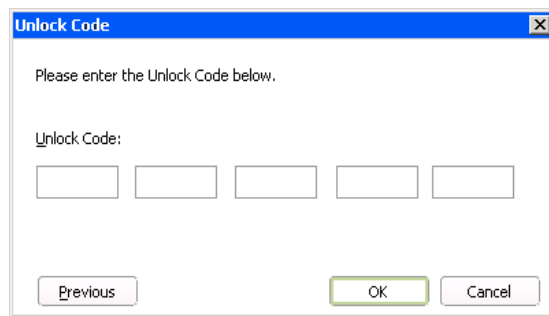 Unlock Code
Please enter the Unlock Code below.
Unlock Code:
Previous OK Cancel